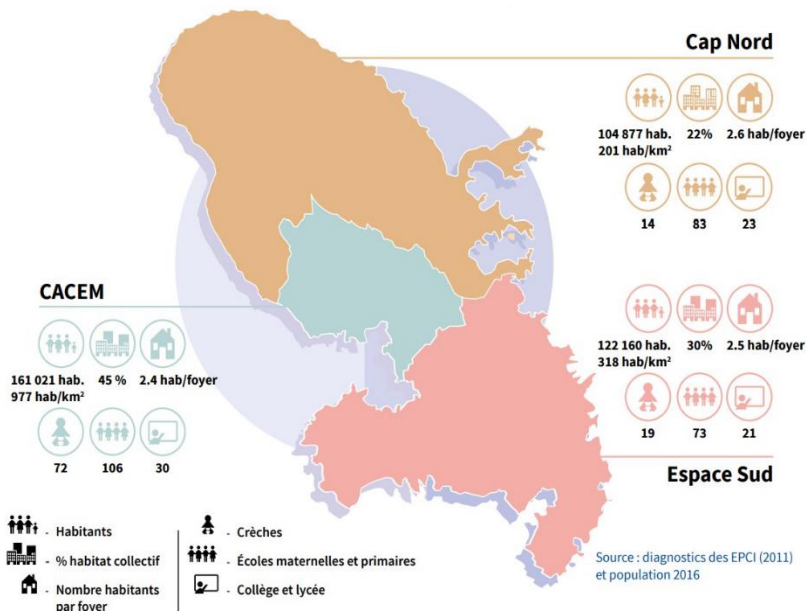 Cap Nord
104 877 hab. 22% 2.6 hab/foyer
201 hab/km²
14 83 23
CACEM
161 021 hab. 45 % 2.4 hab/foyer
977 hab/km²
72 106 30
122 160 hab. 30% 2.5 hab/foyer
318 hab/km²
19 73 21
Espace Sud
- Habitants
- % habitat collectif
- Nombre habitants
par foyer
- Crèches
- Écoles maternelles et primaires
- Collège et lycée
Source : diagnostics des EPCI (2011)
et population 2016